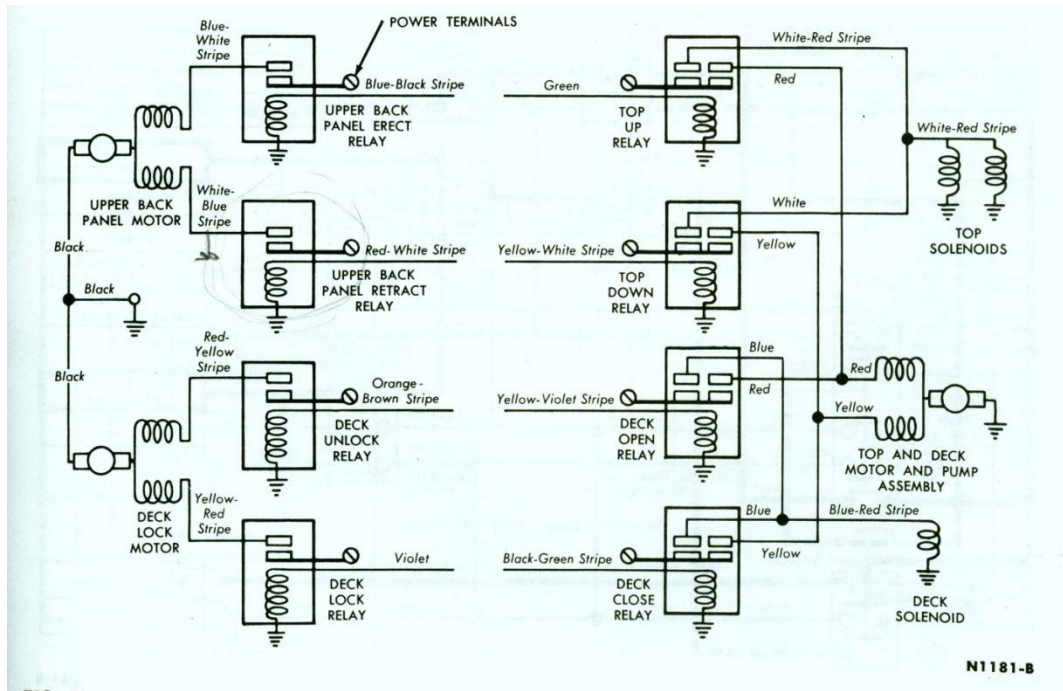 POWER TERMINALS
Blue-
White
Stripe
Blue-Black Stripe
UPPER BACK
PANEL ERECT
RELAY
UPPER BACK
PANEL MOTOR
White-
Blue
Stripe
Red-White Stripe
UPPER BACK
PANEL RETRACT
RELAY
Black
Black
Black
Red-
Yellow
Stripe
Orange-
Brown Stripe
DECK
UNLOCK
RELAY
DECK
LOCK
MOTOR
Yellow-
Red
Stripe
Violet
DECK
LOCK
RELAY
White-Red Stripe
Red
Green
TOP
UP
RELAY
White-Red Stripe
TOP
SOLENOIDS
White
Yellow
Yellow-White Stripe
TOP
DOWN
RELAY
Blue
Red
Yellow-Violet Stripe
DECK
OPEN
RELAY
Red
Yellow
TOP AND DECK
MOTOR AND PUMP
ASSEMBLY
Blue
Blue-Red Stripe
Yellow
Black-Green Stripe
DECK
CLOSE
RELAY
DECK
SOLENOID
N1181-B